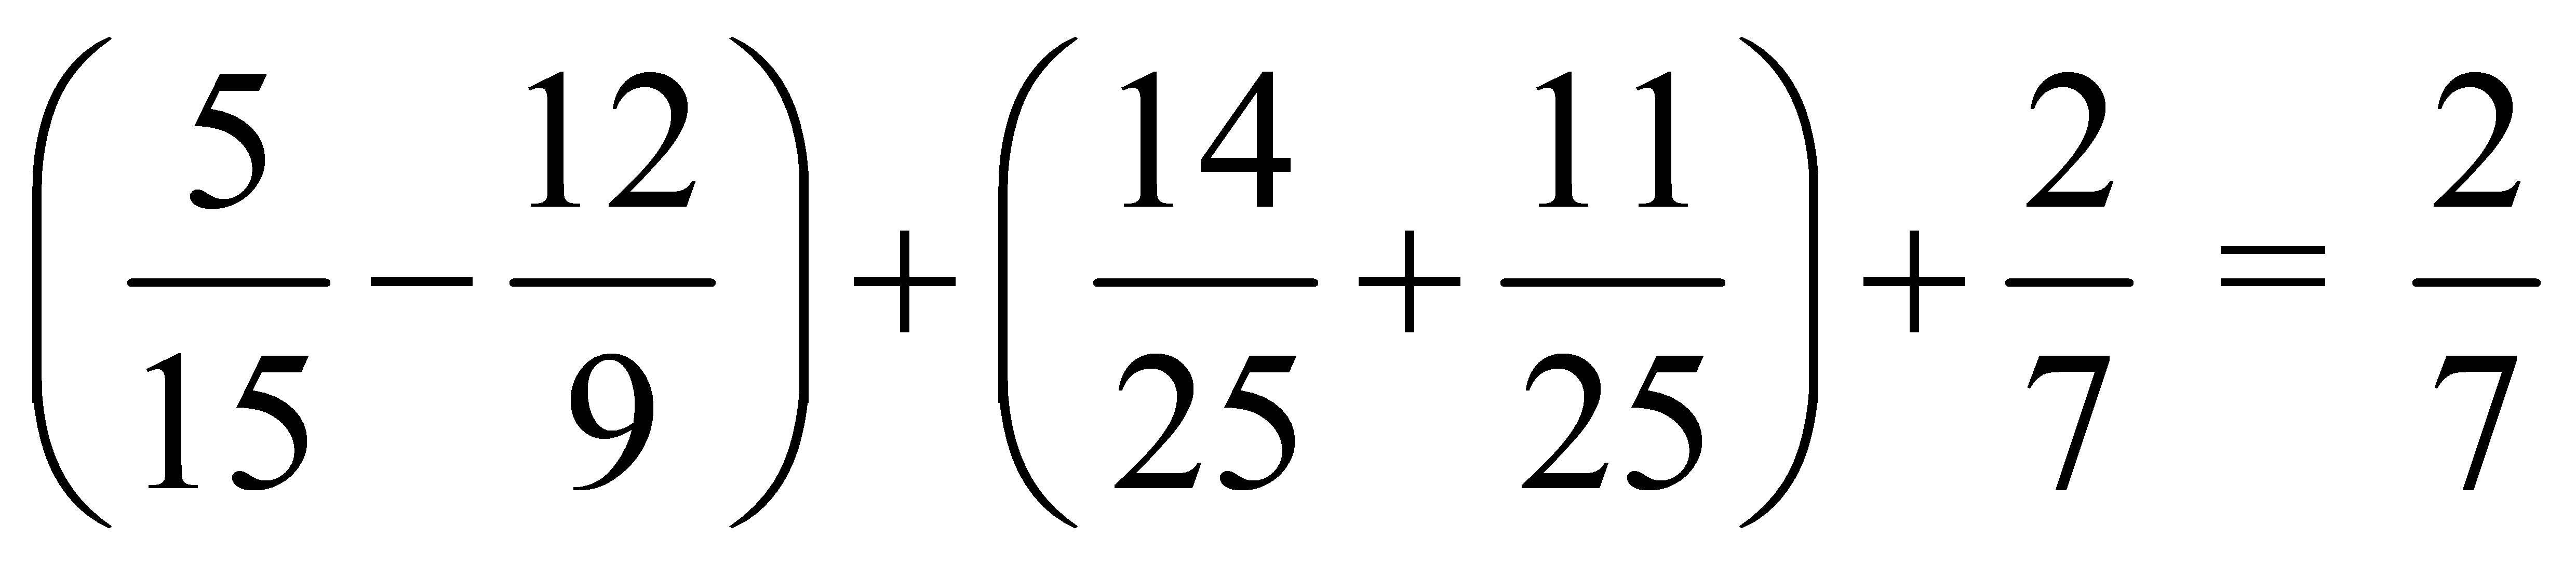 (5/15 − 12/9) + (14/25 + 11/25) + 2/7 = 2/7